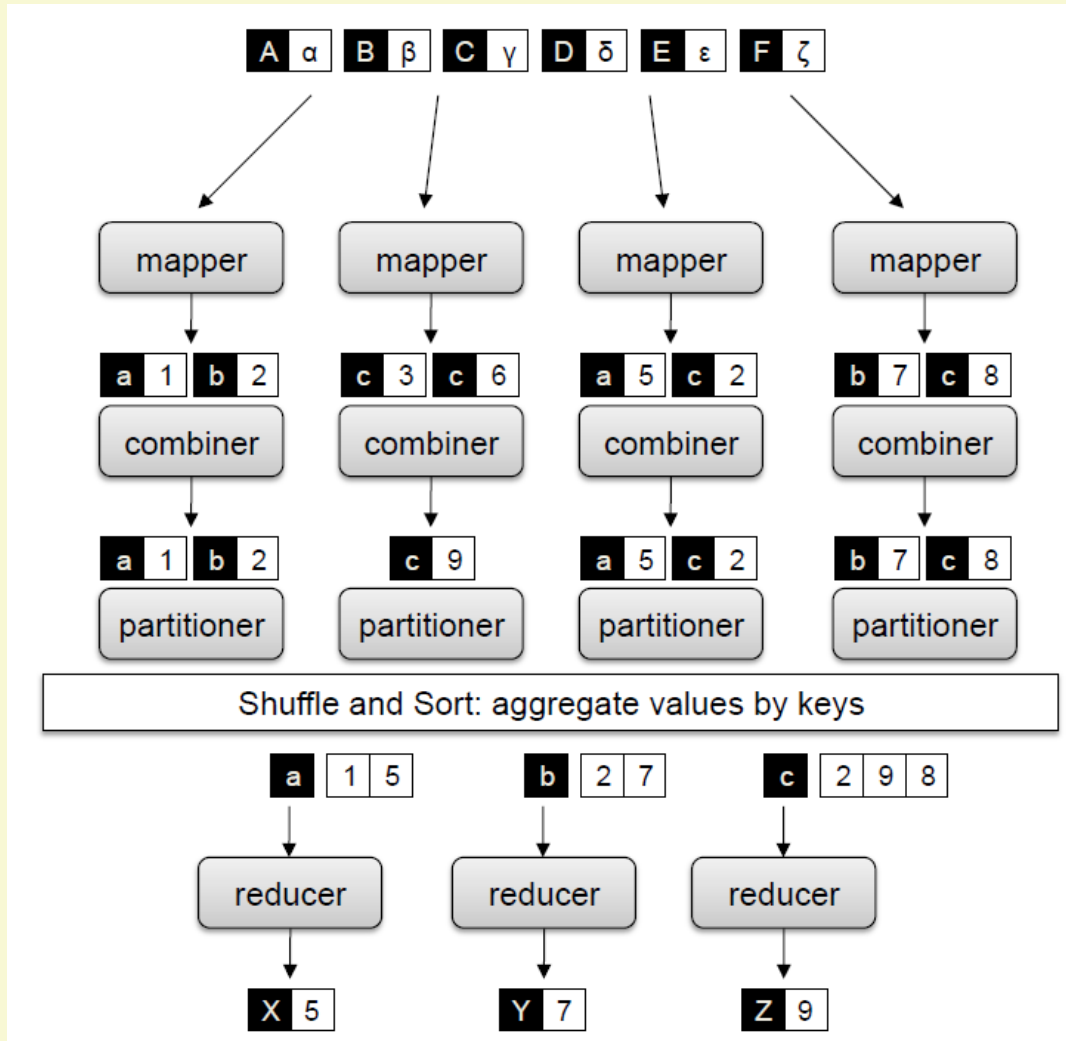 A α B β C γ D δ E ε F ζ
mapper mapper mapper mapper
a 1 b 2 c 3 c 6 a 5 c 2 b 7 c 8
combiner combiner combiner combiner
a 1 b 2 c 9 a 5 c 2 b 7 c 8
partitioner partitioner partitioner partitioner
Shuffle and Sort: aggregate values by keys
a 1 5 b 2 7 c 2 9 8
reducer reducer reducer
X 5 Y 7 Z 9